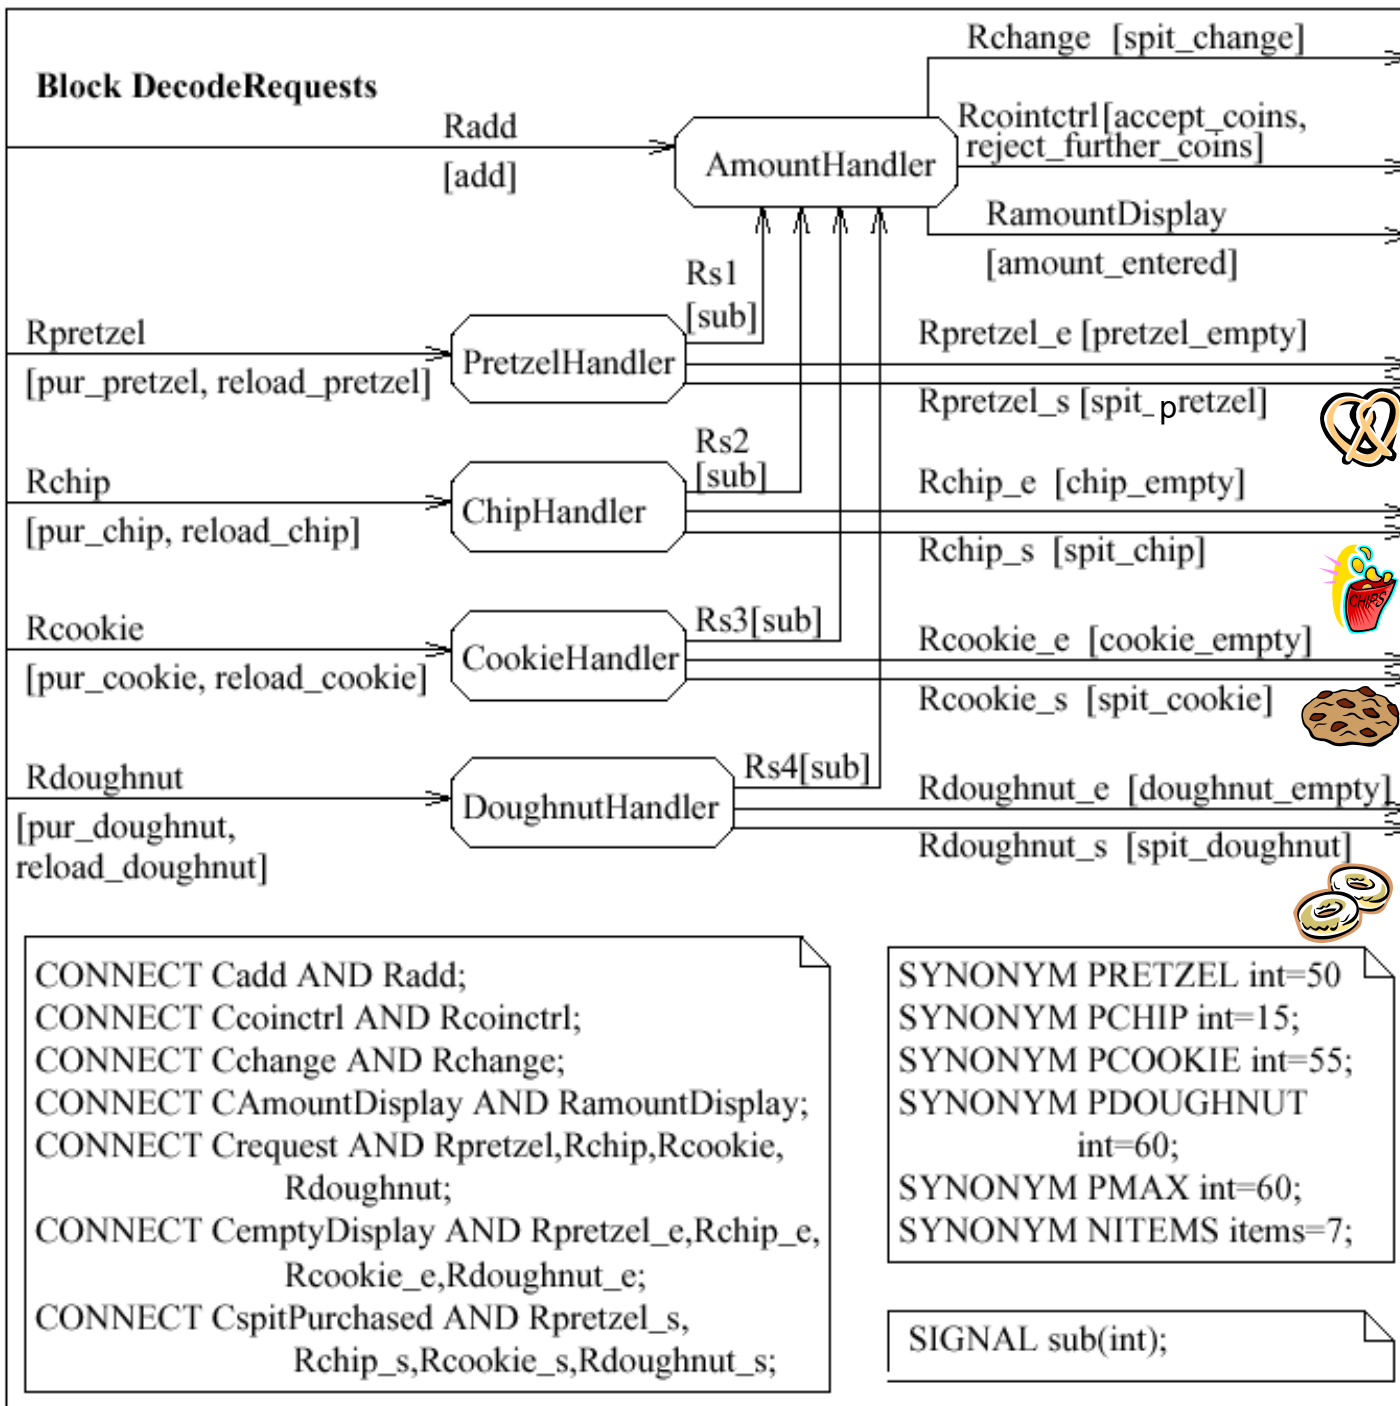 Block DecodeRequests
Rchange [spit_change]
Radd
[add]
AmountHandler
Rcointctrl[accept_coins,
reject_further_coins]
RamountDisplay
[amount_entered]
Rs1
[sub]
Rpretzel
[pur_pretzel, reload_pretzel]
PretzelHandler
Rpretzel_e [pretzel_empty]
Rpretzel_s [spit_pretzel]
Rs2
[sub]
Rchip
[pur_chip, reload_chip]
ChipHandler
Rchip_e [chip_empty]
Rchip_s [spit_chip]
CHIPS
Rcookie
[pur_cookie, reload_cookie]
CookieHandler
Rs3[sub]
Rcookie_e [cookie_empty]
Rcookie_s [spit_cookie]
Rdoughnut
[pur_doughnut,
reload_doughnut]
DoughnutHandler
Rs4[sub]
Rdoughnut_e [doughnut_empty]
Rdoughnut_s [spit_doughnut]
CONNECT Cadd AND Radd;
CONNECT Ccoinctrl AND Rcoinctrl;
CONNECT Cchange AND Rchange;
CONNECT CAmountDisplay AND RamountDisplay;
CONNECT Crequest AND Rpretzel,Rchip,Rcookie,
Rdoughnut;
CONNECT CemptyDisplay AND Rpretzel_e,Rchip_e,
Rcookie_e,Rdoughnut_e;
CONNECT CspitPurchased AND Rpretzel_s,
Rchip_s,Rcookie_s,Rdoughnut_s;
SYNONYM PRETZEL int=50
SYNONYM PCHIP int=15;
SYNONYM PCOOKIE int=55;
SYNONYM PDOUGHNUT
int=60;
SYNONYM PMAX int=60;
SYNONYM NITEMS items=7;
SIGNAL sub(int);